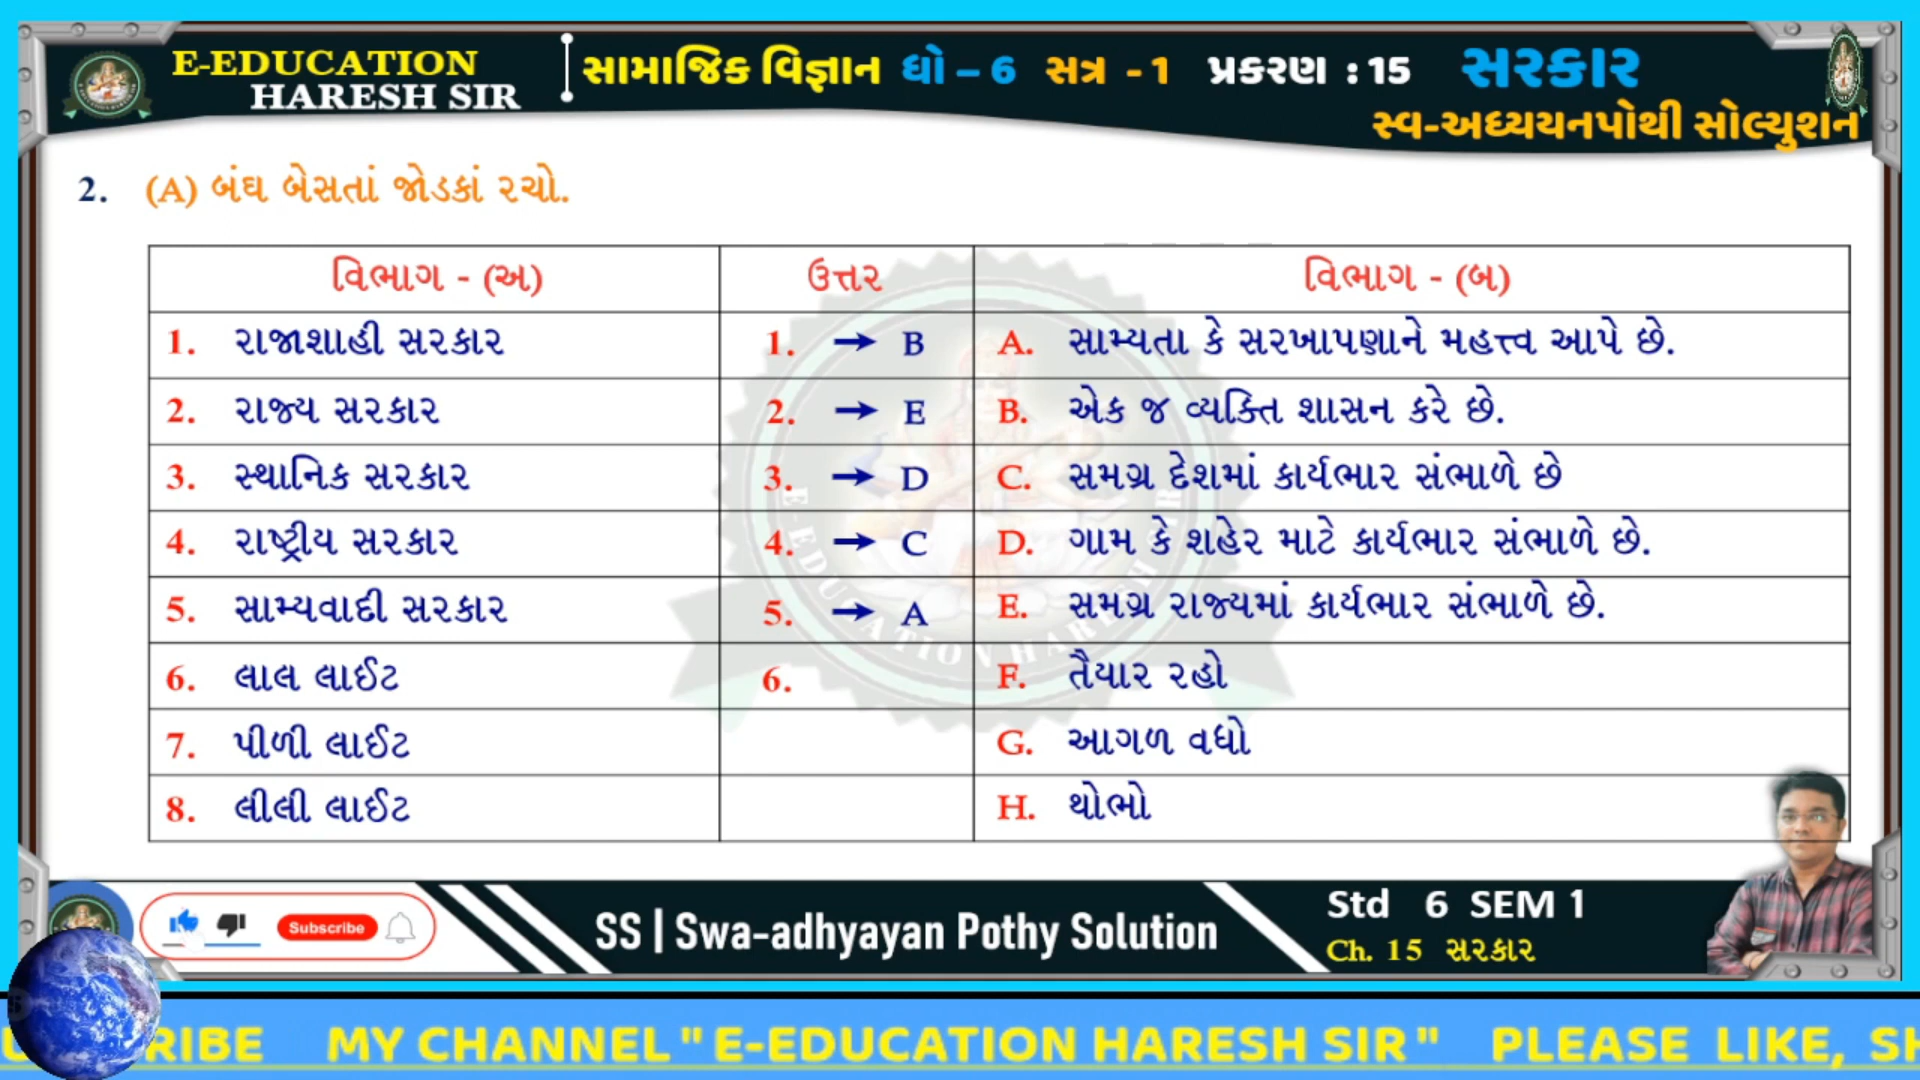 E-EDUCATION
HARESH SIR
સામાજિક વિજ્ઞાન ધો – 6 સત્ર - 1 પ્રકરણ : 15 સરકાર
સ્વ-અધ્યયનપોથી સોલ્યુશન
2. (A) બંધ બેસતાં જોડકાં રચો.
વિભાગ - (અ) ઉત્તર વિભાગ - (બ)
1. રાજાશાહી સરકાર 1. → B A. સામ્યતા કે સરખાપણાને મહત્ત્વ આપે છે.
2. રાજ્ય સરકાર 2. → E B. એક જ વ્યક્તિ શાસન કરે છે.
3. સ્થાનિક સરકાર 3. → D C. સમગ્ર દેશમાં કાર્યભાર સંભાળે છે
4. રાષ્ટ્રીય સરકાર 4. → C D. ગામ કે શહેર માટે કાર્યભાર સંભાળે છે.
5. સામ્યવાદી સરકાર 5. → A E. સમગ્ર રાજ્યમાં કાર્યભાર સંભાળે છે.
6. લાલ લાઈટ 6. F. તૈયાર રહો
7. પીળી લાઈટ G. આગળ વધો
8. લીલી લાઈટ H. થોભો
E-EDUCATION HARESH
Subscribe
SS | Swa-adhyayan Pothy Solution
Std 6 SEM 1
Ch. 15 સરકાર
RIBE MY CHANNEL "E-EDUCATION HARESH SIR" PLEASE LIKE, SH